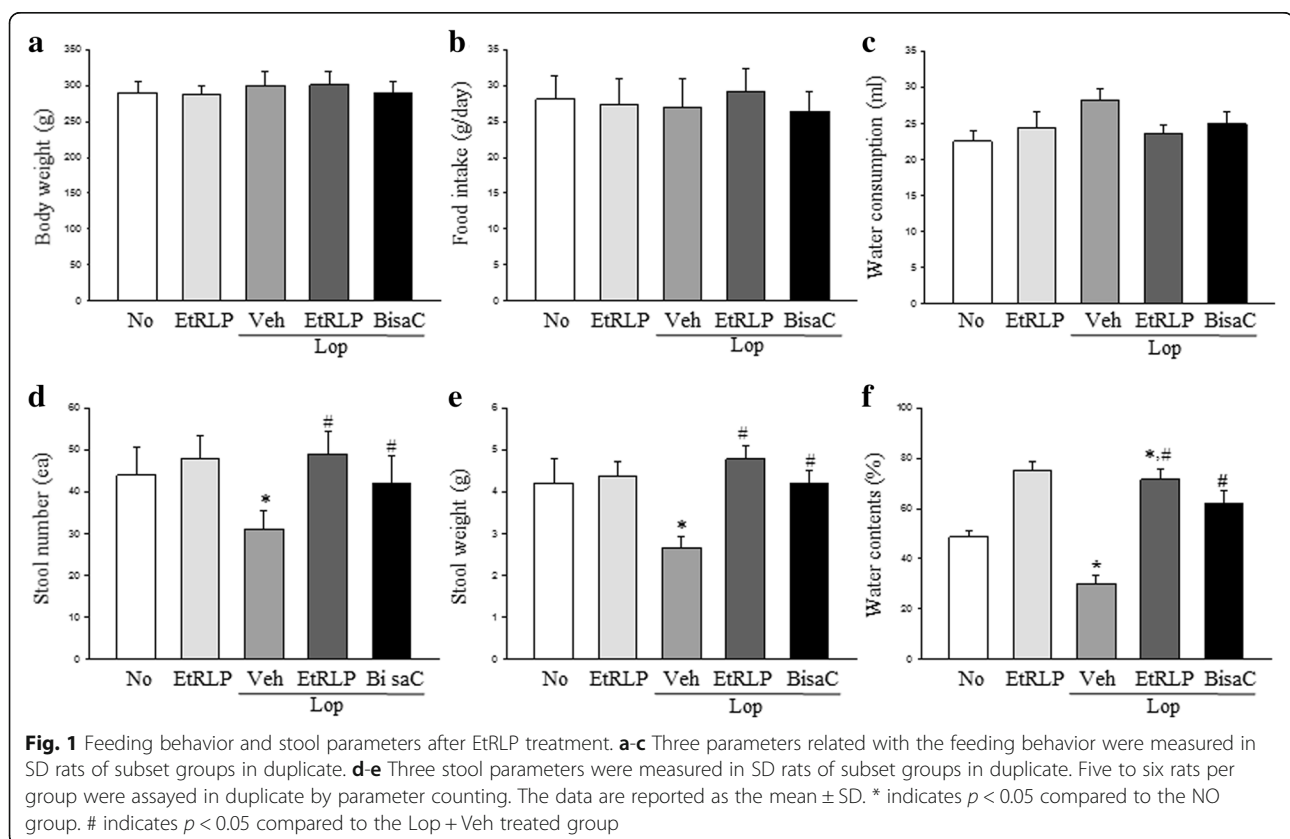 a
350
300
250
200
150
100
50
0
Body weight (g)
No EtRLP Veh EtRLP BisaC
Lop
b
35
30
25
20
15
10
5
0
Food intake (g/day)
No EtRLP Veh EtRLP BisaC
Lop
c
35
30
25
20
15
10
5
0
Water consumption (ml)
No EtRLP Veh EtRLP BisaC
Lop
d
60
50
40
30
20
10
0
Stool number (ea)
*
#
#
No EtRLP Veh EtRLP Bi saC
Lop
e
6
5
4
3
2
1
0
Stool weight (g)
*
#
#
No EtRLP Veh EtRLP BisaC
Lop
f
100
80
60
40
20
0
Water contents (%)
*
*,#
#
No EtRLP Veh EtRLP BisaC
Lop
Fig. 1 Feeding behavior and stool parameters after EtRLP treatment. a-c Three parameters related with the feeding behavior were measured in
SD rats of subset groups in duplicate. d-e Three stool parameters were measured in SD rats of subset groups in duplicate. Five to six rats per
group were assayed in duplicate by parameter counting. The data are reported as the mean ± SD. * indicates p < 0.05 compared to the NO
group. # indicates p < 0.05 compared to the Lop + Veh treated group